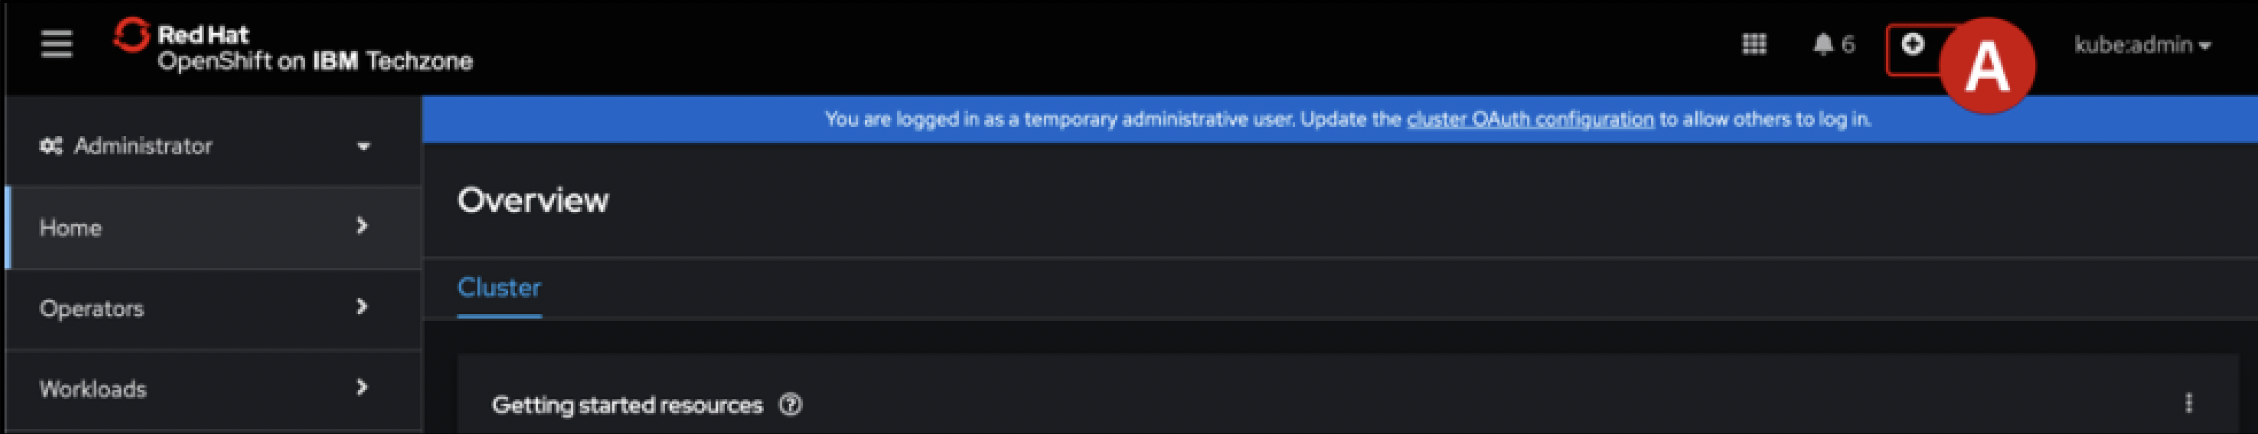 Red Hat
OpenShift on IBM Techzone
6
A
kube:admin
You are logged in as a temporary administrative user. Update the cluster OAuth configuration to allow others to log in.
Administrator
Home
Operators
Workloads
Overview
Cluster
Getting started resources